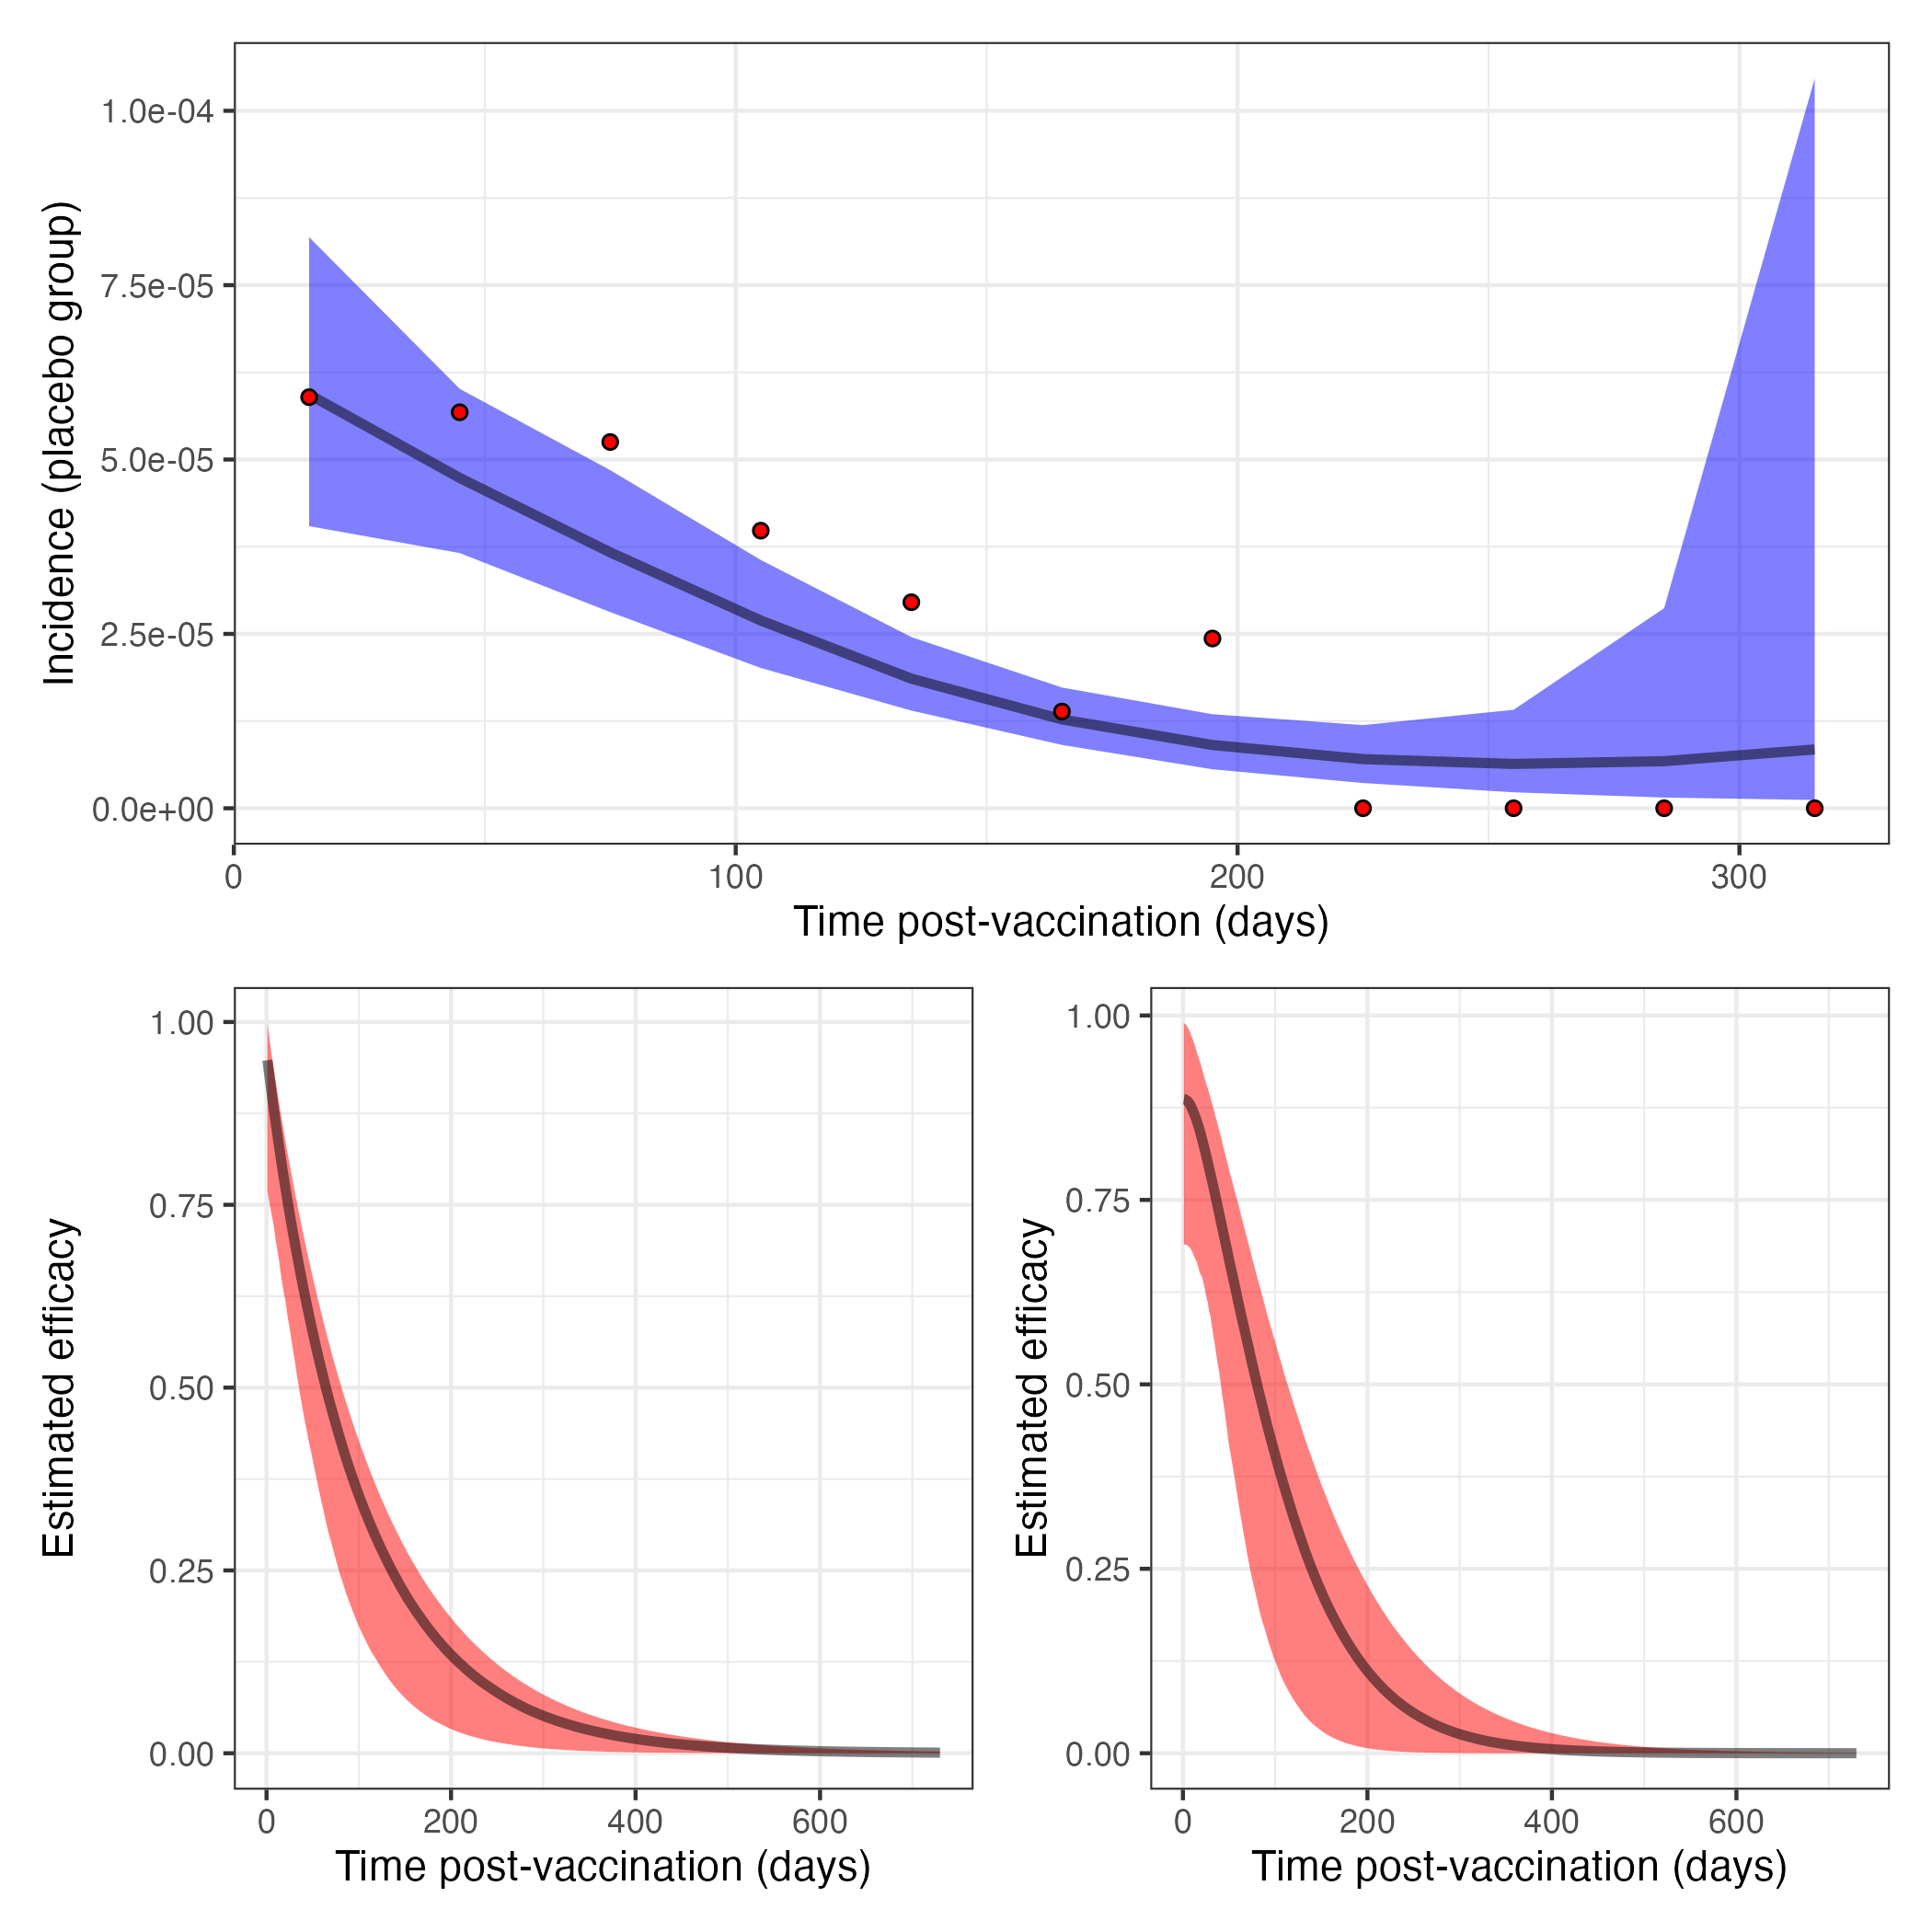 Incidence (placebo group)
1.0e-04
7.5e-05
5.0e-05
2.5e-05
0.0e+00
0 100 200 300
Time post-vaccination (days)
Estimated efficacy
1.00
0.75
0.50
0.25
0.00
0 200 400 600
Time post-vaccination (days)
Estimated efficacy
1.00
0.75
0.50
0.25
0.00
0 200 400 600
Time post-vaccination (days)